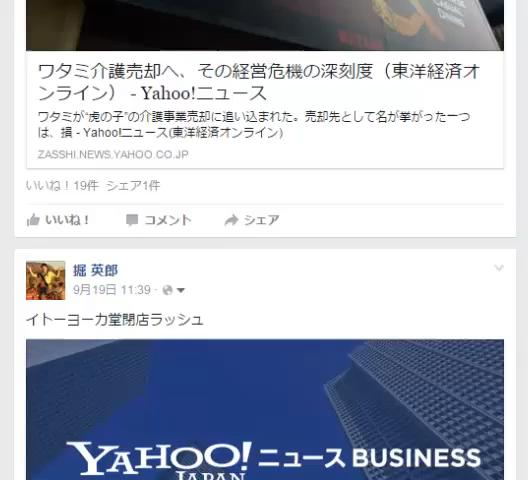 CASUAL
DINING
ワタミ介護売却へ、その経営危機の深刻度（東洋経済オ
ンライン） - Yahoo!ニュース
ワタミが“虎の子”の介護事業売却に追い込まれた。売却先として名が挙がった一つ
は、損 - Yahoo!ニュース(東洋経済オンライン)
ZASSHI.NEWS.YAHOO.CO.JP
いいね！19件 シェア1件
いいね！ コメント シェア
堀 英郎
9月19日 11:39 ·
イトーヨーカ堂閉店ラッシュ
YAHOO! ニュース BUSINESS
JAPAN